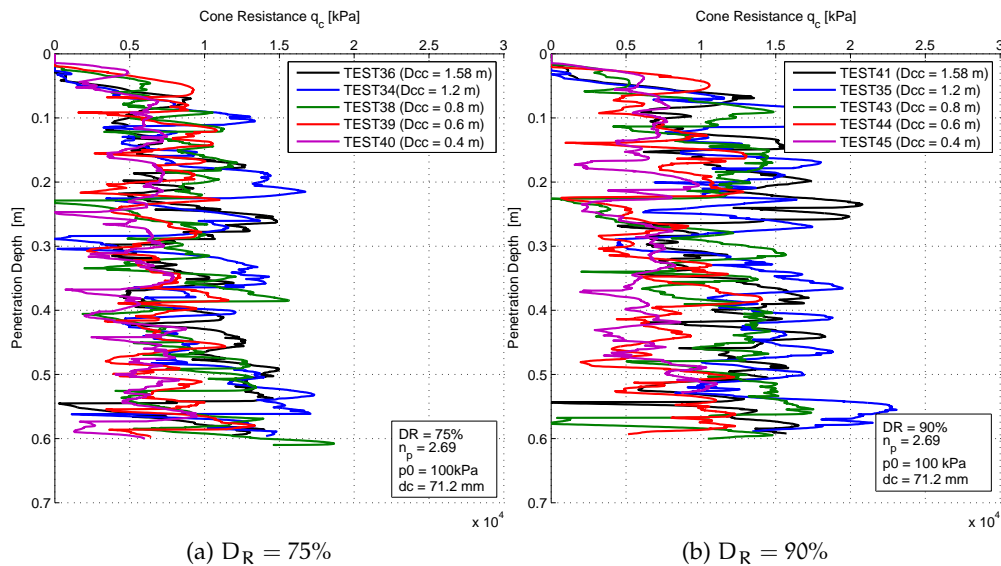 Cone Resistance q_c [kPa]
0 0.5 1 1.5 2 2.5 3
0
0.1
0.2
0.3
0.4
0.5
0.6
0.7
Penetration Depth [m]
TEST36 (Dcc = 1.58 m)
TEST34(Dcc = 1.2 m)
TEST38 (Dcc = 0.8 m)
TEST39 (Dcc = 0.6 m)
TEST40 (Dcc = 0.4 m)
DR = 75%
n_p = 2.69
p0 = 100kPa
dc = 71.2 mm
x 10^4
(a) D_R = 75%
Cone Resistance q_c [kPa]
0 0.5 1 1.5 2 2.5 3
0
0.1
0.2
0.3
0.4
0.5
0.6
0.7
Penetration Depth [m]
TEST41 (Dcc = 1.58 m)
TEST35 (Dcc = 1.2 m)
TEST43 (Dcc = 0.8 m)
TEST44 (Dcc = 0.6 m)
TEST45 (Dcc = 0.4 m)
DR = 90%
n_p = 2.69
p0 = 100 kPa
dc = 71.2 mm
x 10^4
(b) D_R = 90%